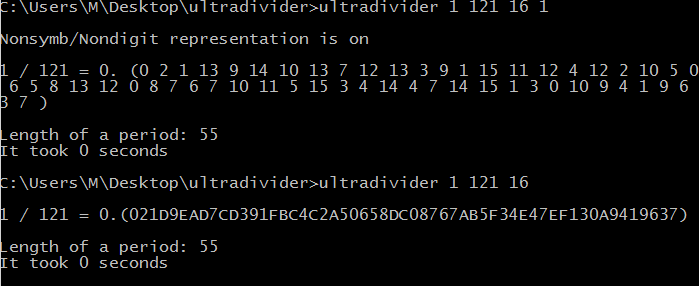 C:\Users\M\Desktop\ultradivider>ultradivider 1 121 16 1
Nonsymb/Nondigit representation is on
1 / 121 = 0. (0 2 1 13 9 14 10 13 7 12 13 3 9 1 15 11 12 4 12 2 10 5 0
6 5 8 13 12 0 8 7 6 7 10 11 5 15 3 4 14 4 7 14 15 1 3 0 10 9 4 1 9 6
3 7 )
Length of a period: 55
It took 0 seconds
C:\Users\M\Desktop\ultradivider>ultradivider 1 121 16
1 / 121 = 0.(021D9EAD7CD391FBC4C2A50658DC08767AB5F34E47EF130A9419637)
Length of a period: 55
It took 0 seconds